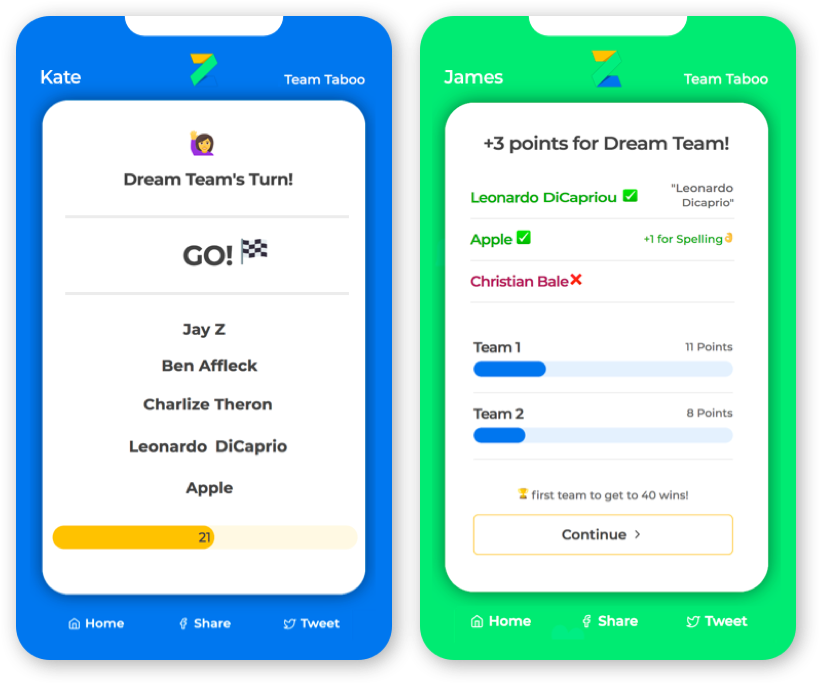 Kate
Team Taboo
Dream Team's Turn!
GO!
Jay Z
Ben Affleck
Charlize Theron
Leonardo DiCaprio
Apple
21
Home
Share
Tweet
James
Team Taboo
+3 points for Dream Team!
Leonardo DiCapriou
"Leonardo
Dicaprio"
Apple
+1 for Spelling
Christian Bale
Team 1
11 Points
Team 2
8 Points
first team to get to 40 wins!
Continue
Home
Share
Tweet